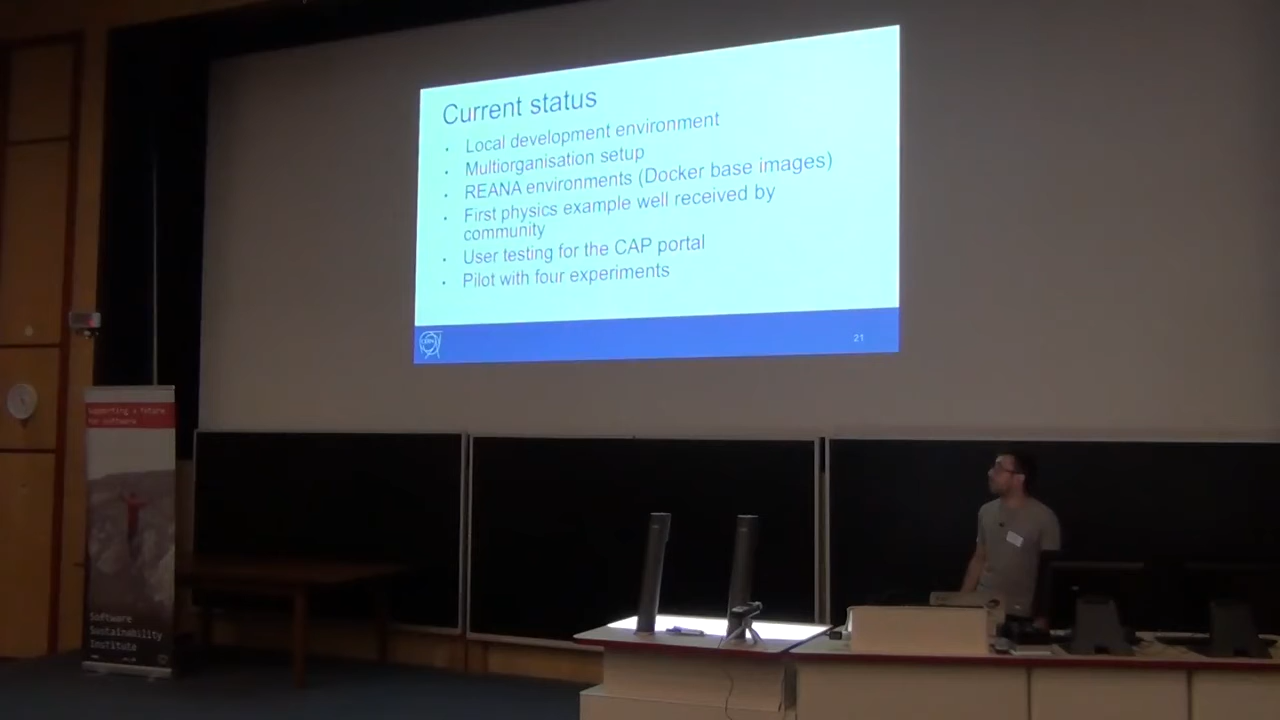 Current status
Local development environment
Multiorganisation setup
REANA environments (Docker base images)
First physics example well received by
community
User testing for the CAP portal
Pilot with four experiments
CERN
21
Supporting a future
for software
Software
Sustainability
Institute